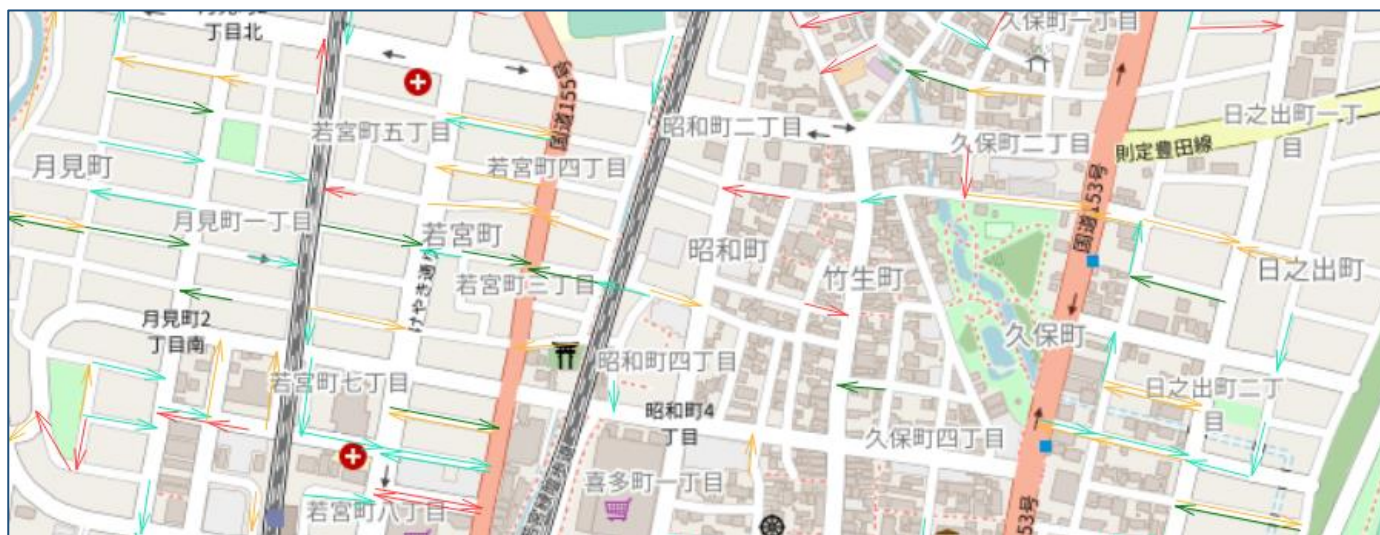 丁目北
国道155号
久保町一丁目
若宮町五丁目
昭和町二丁目
久保町二丁目
日之出町一丁
目
則定豊田線
月見町
若宮町四丁目
国道153号
月見町一丁目
若宮町
昭和町
竹生町
日之出町
けやき通り
若宮町三丁目
月見町2
丁目南
久保町
昭和町四丁目
若宮町七丁目
日之出町二丁
目
昭和町4
丁目
久保町四丁目
喜多町一丁目
若宮町八丁目
53号